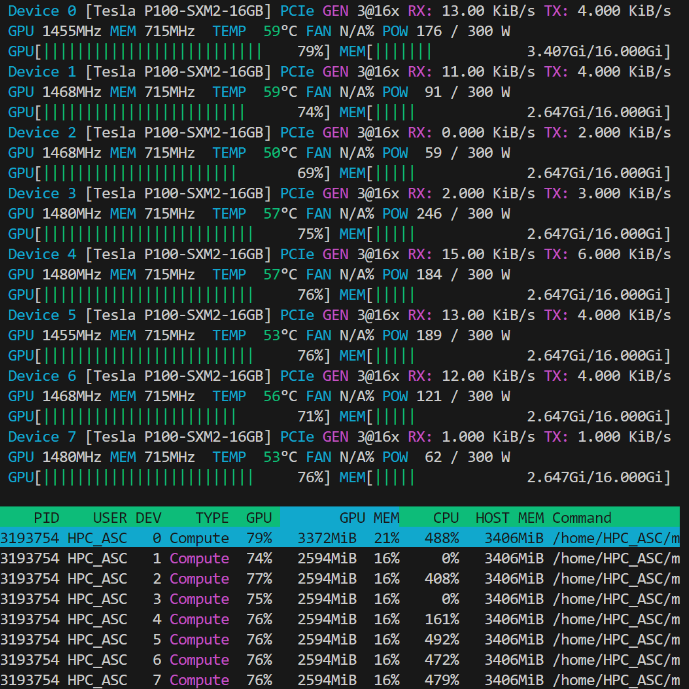 Device 0 [Tesla P100-SXM2-16GB] PCIe GEN 3@16x RX: 13.00 KiB/s TX: 4.000 KiB/s
GPU 1455MHz MEM 715MHz TEMP 59°C FAN N/A% POW 176 / 300 W
GPU[||||||||||||||||||||||||||| 79%] MEM[||||||| 3.407Gi/16.000Gi]
Device 1 [Tesla P100-SXM2-16GB] PCIe GEN 3@16x RX: 11.00 KiB/s TX: 4.000 KiB/s
GPU 1468MHz MEM 715MHz TEMP 59°C FAN N/A% POW 91 / 300 W
GPU[||||||||||||||||||||||||| 74%] MEM[||||| 2.647Gi/16.000Gi]
Device 2 [Tesla P100-SXM2-16GB] PCIe GEN 3@16x RX: 0.000 KiB/s TX: 2.000 KiB/s
GPU 1468MHz MEM 715MHz TEMP 50°C FAN N/A% POW 59 / 300 W
GPU[|||||||||||||||||||||||| 69%] MEM[||||| 2.647Gi/16.000Gi]
Device 3 [Tesla P100-SXM2-16GB] PCIe GEN 3@16x RX: 2.000 KiB/s TX: 3.000 KiB/s
GPU 1480MHz MEM 715MHz TEMP 57°C FAN N/A% POW 246 / 300 W
GPU[|||||||||||||||||||||||||| 75%] MEM[||||| 2.647Gi/16.000Gi]
Device 4 [Tesla P100-SXM2-16GB] PCIe GEN 3@16x RX: 15.00 KiB/s TX: 6.000 KiB/s
GPU 1480MHz MEM 715MHz TEMP 57°C FAN N/A% POW 184 / 300 W
GPU[|||||||||||||||||||||||||| 76%] MEM[||||| 2.647Gi/16.000Gi]
Device 5 [Tesla P100-SXM2-16GB] PCIe GEN 3@16x RX: 13.00 KiB/s TX: 4.000 KiB/s
GPU 1455MHz MEM 715MHz TEMP 53°C FAN N/A% POW 189 / 300 W
GPU[|||||||||||||||||||||||||| 76%] MEM[||||| 2.647Gi/16.000Gi]
Device 6 [Tesla P100-SXM2-16GB] PCIe GEN 3@16x RX: 12.00 KiB/s TX: 4.000 KiB/s
GPU 1468MHz MEM 715MHz TEMP 56°C FAN N/A% POW 121 / 300 W
GPU[|||||||||||||||||||||||| 71%] MEM[||||| 2.647Gi/16.000Gi]
Device 7 [Tesla P100-SXM2-16GB] PCIe GEN 3@16x RX: 1.000 KiB/s TX: 1.000 KiB/s
GPU 1480MHz MEM 715MHz TEMP 53°C FAN N/A% POW 62 / 300 W
GPU[|||||||||||||||||||||||||| 76%] MEM[||||| 2.647Gi/16.000Gi]
PID USER DEV TYPE GPU GPU MEM CPU HOST MEM Command
3193754 HPC_ASC 0 Compute 79% 3372MiB 21% 488% 3406MiB /home/HPC_ASC/m
3193754 HPC_ASC 1 Compute 74% 2594MiB 16% 0% 3406MiB /home/HPC_ASC/m
3193754 HPC_ASC 2 Compute 77% 2594MiB 16% 408% 3406MiB /home/HPC_ASC/m
3193754 HPC_ASC 3 Compute 75% 2594MiB 16% 0% 3406MiB /home/HPC_ASC/m
3193754 HPC_ASC 4 Compute 76% 2594MiB 16% 161% 3406MiB /home/HPC_ASC/m
3193754 HPC_ASC 5 Compute 76% 2594MiB 16% 492% 3406MiB /home/HPC_ASC/m
3193754 HPC_ASC 6 Compute 76% 2594MiB 16% 472% 3406MiB /home/HPC_ASC/m
3193754 HPC_ASC 7 Compute 76% 2594MiB 16% 479% 3406MiB /home/HPC_ASC/m